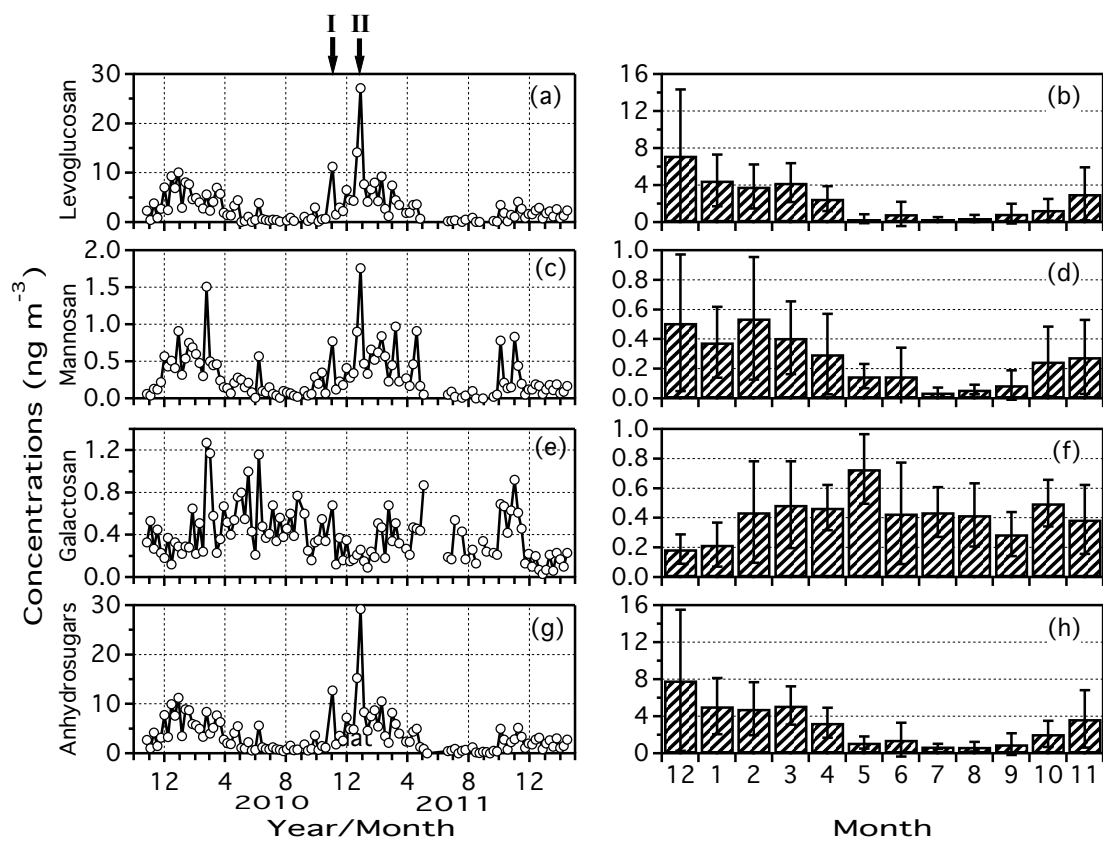 I II
Concentrations (ng m-3)
Levoglucosan
30
20
10
0
(a)
16
12
8
4
0
(b)
Mannosan
2.0
1.5
1.0
0.5
0.0
(c)
1.0
0.8
0.6
0.4
0.2
0.0
(d)
Galactosan
1.2
0.8
0.4
0.0
(e)
1.0
0.8
0.6
0.4
0.2
0.0
(f)
Anhydrosugars
30
20
10
0
(g)
16
12
8
4
0
(h)
12 4 8 12 4 8 12
2010 2011
Year/Month
12 1 2 3 4 5 6 7 8 9 10 11
Month